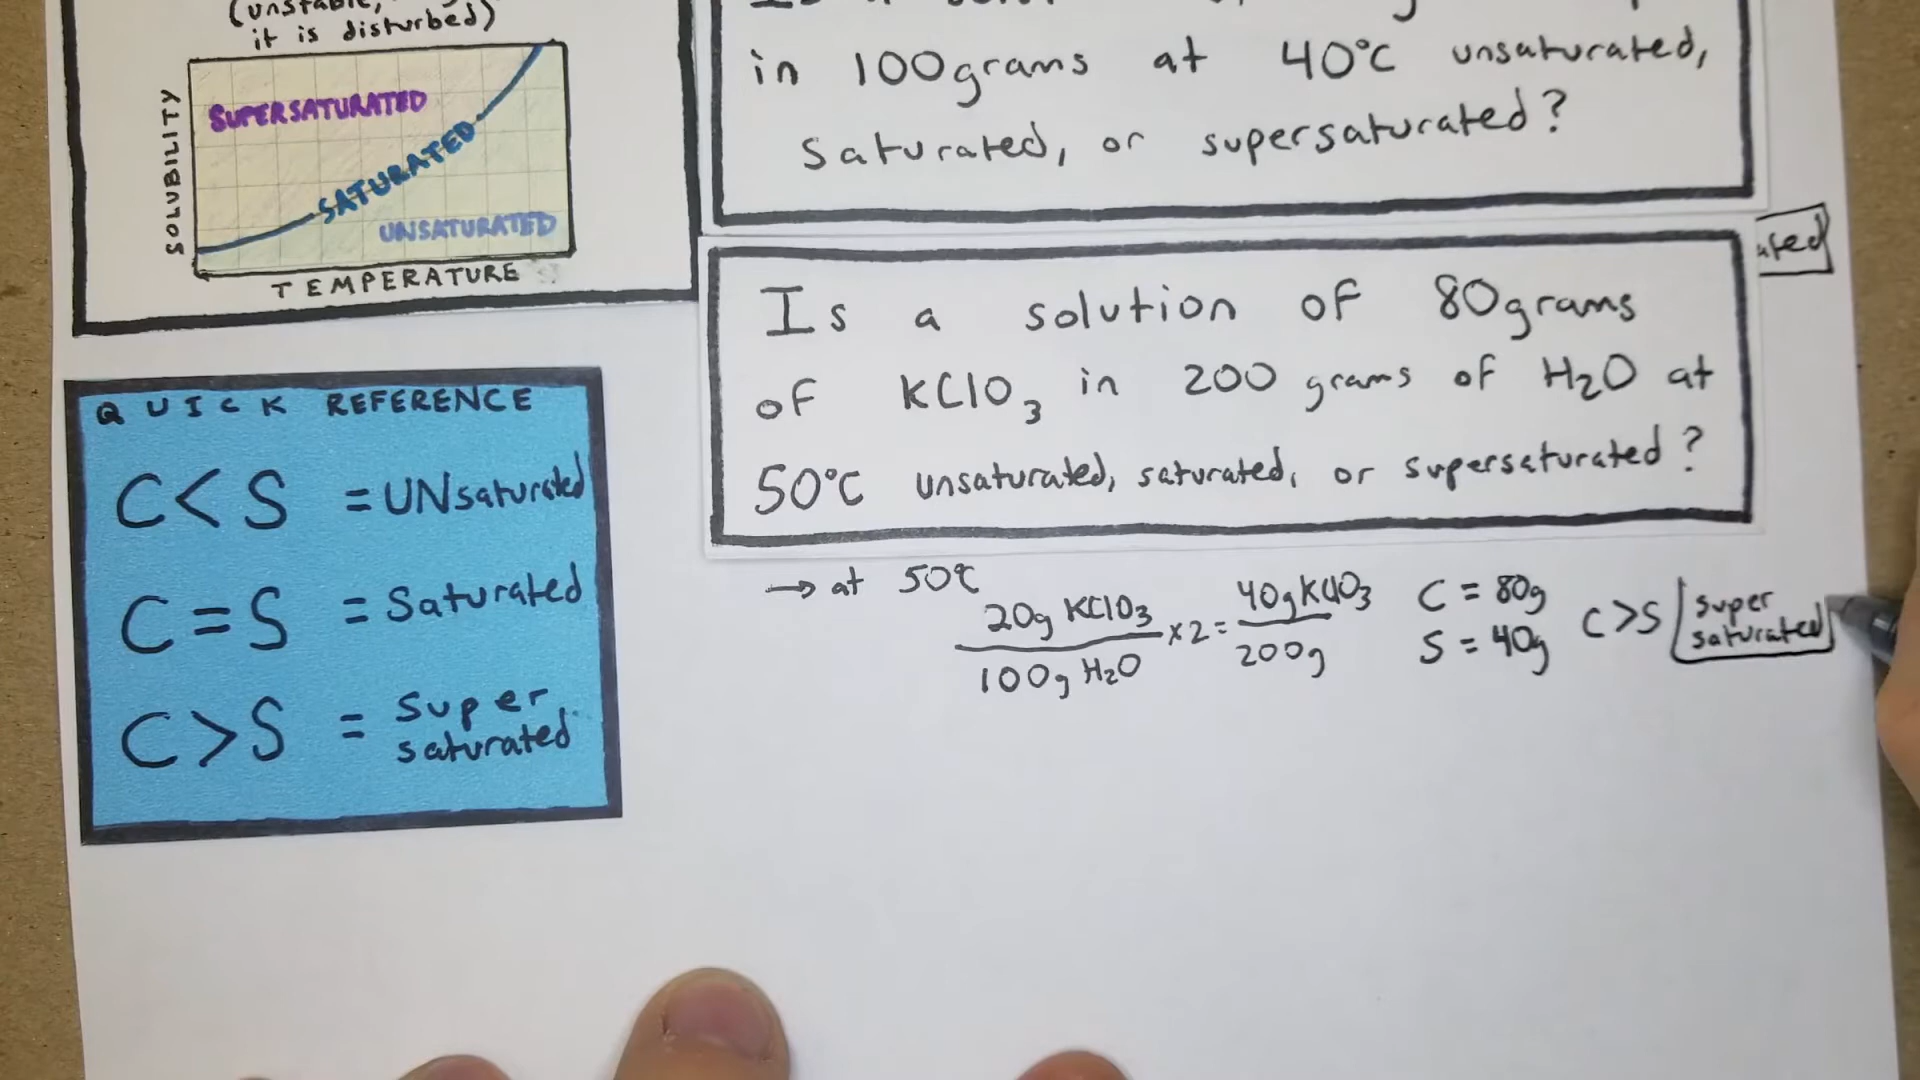 (unstable,
it is disturbed)
SOLUBILITY
SUPERSATURATED
SATURATED
UNSATURATED
TEMPERATURE
QUICK REFERENCE
C < S = UNsaturated
C = S = Saturated
C > S = super
saturated
in 100grams at 40°C unsaturated,
saturated, or supersaturated?
Is a solution of 80grams
of KClO3 in 200 grams of H2O at
50°C unsaturated, saturated, or supersaturated?
→ at 50°C
20g KClO3 / 100g H2O x2 = 40g KClO3 / 200g
C = 80g
S = 40g
C>S
super
saturated